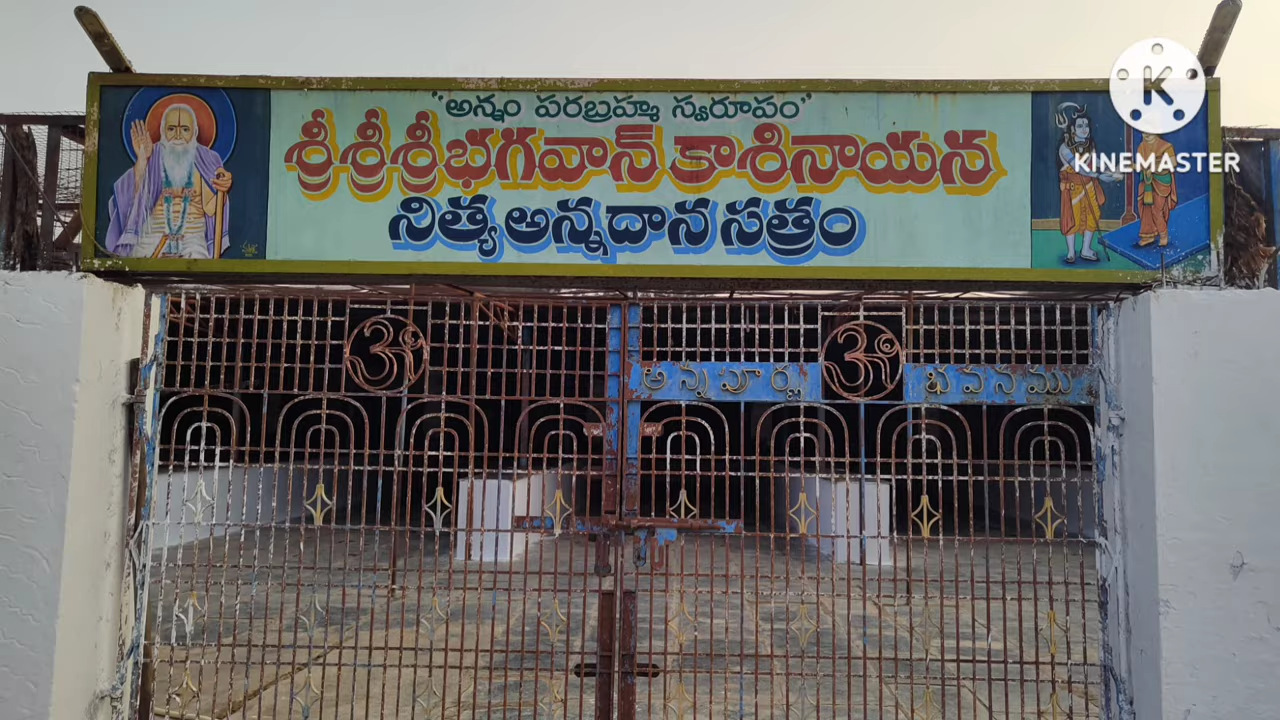 "అన్నం పరబ్రహ్మ స్వరూపం"
శ్రీశ్రీశ్రీభగవాన్ కాశినాయన
నిత్య అన్నదాన సత్రం
KINEMASTER
అన్నపూర్ణ ఓం భవనము